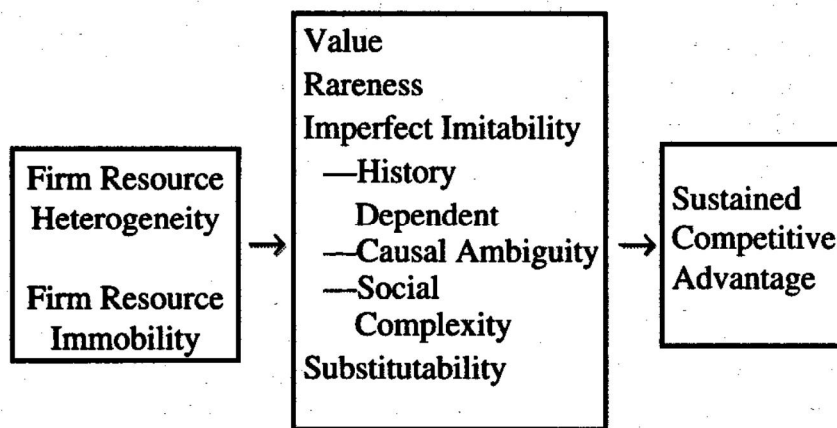 Firm Resource
Heterogeneity
Firm Resource
Immobility
Value
Rareness
Imperfect Imitability
—History
Dependent
—Causal Ambiguity
—Social
Complexity
Substitutability
Sustained
Competitive
Advantage